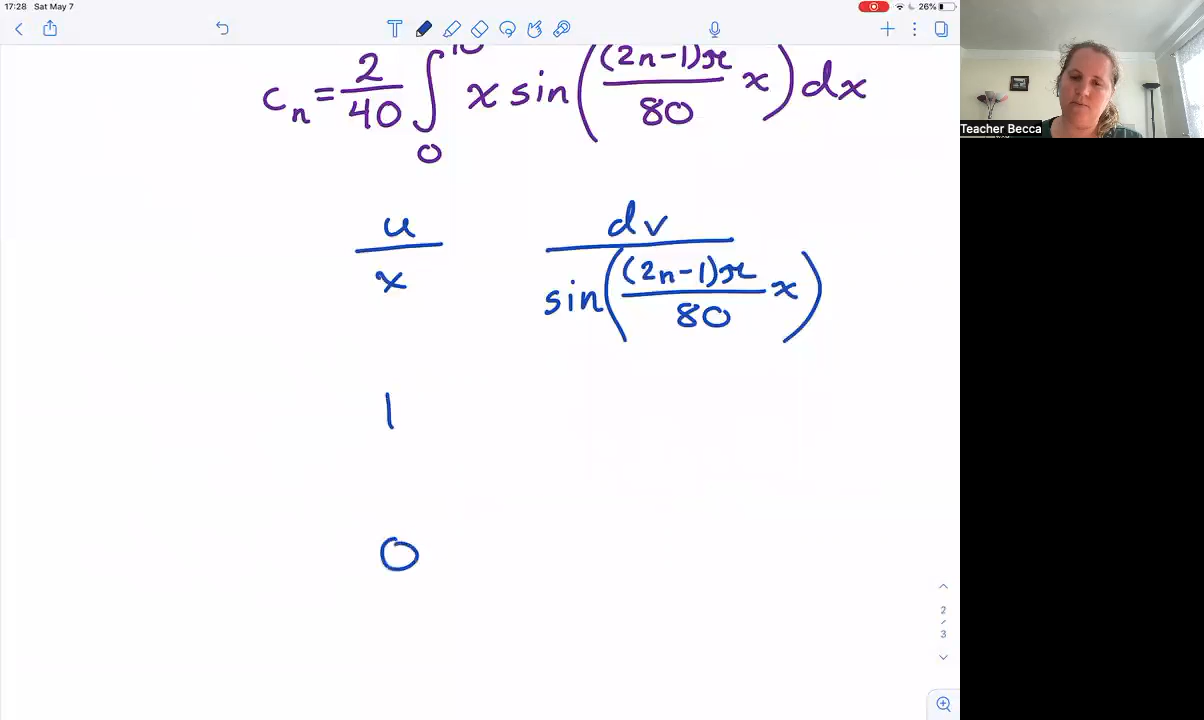 17:28 Sat May 7
26%
T
c_n = 2/40 ∫_0 x sin((2n-1)π/80 x) dx
u dv
x sin((2n-1)π/80 x)
1
0
2
3
Teacher Becca